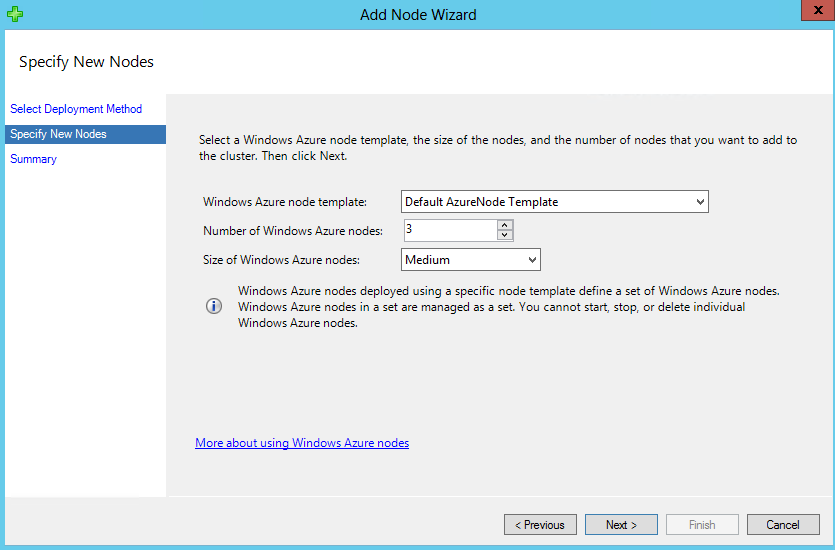 Add Node Wizard
x
Specify New Nodes
Select Deployment Method
Specify New Nodes
Summary
Select a Windows Azure node template, the size of the nodes, and the number of nodes that you want to add to
the cluster. Then click Next.
Windows Azure node template:
Default AzureNode Template
Number of Windows Azure nodes:
3
Size of Windows Azure nodes:
Medium
Windows Azure nodes deployed using a specific node template define a set of Windows Azure nodes.
Windows Azure nodes in a set are managed as a set. You cannot start, stop, or delete individual
Windows Azure nodes.
More about using Windows Azure nodes
< Previous
Next >
Finish
Cancel